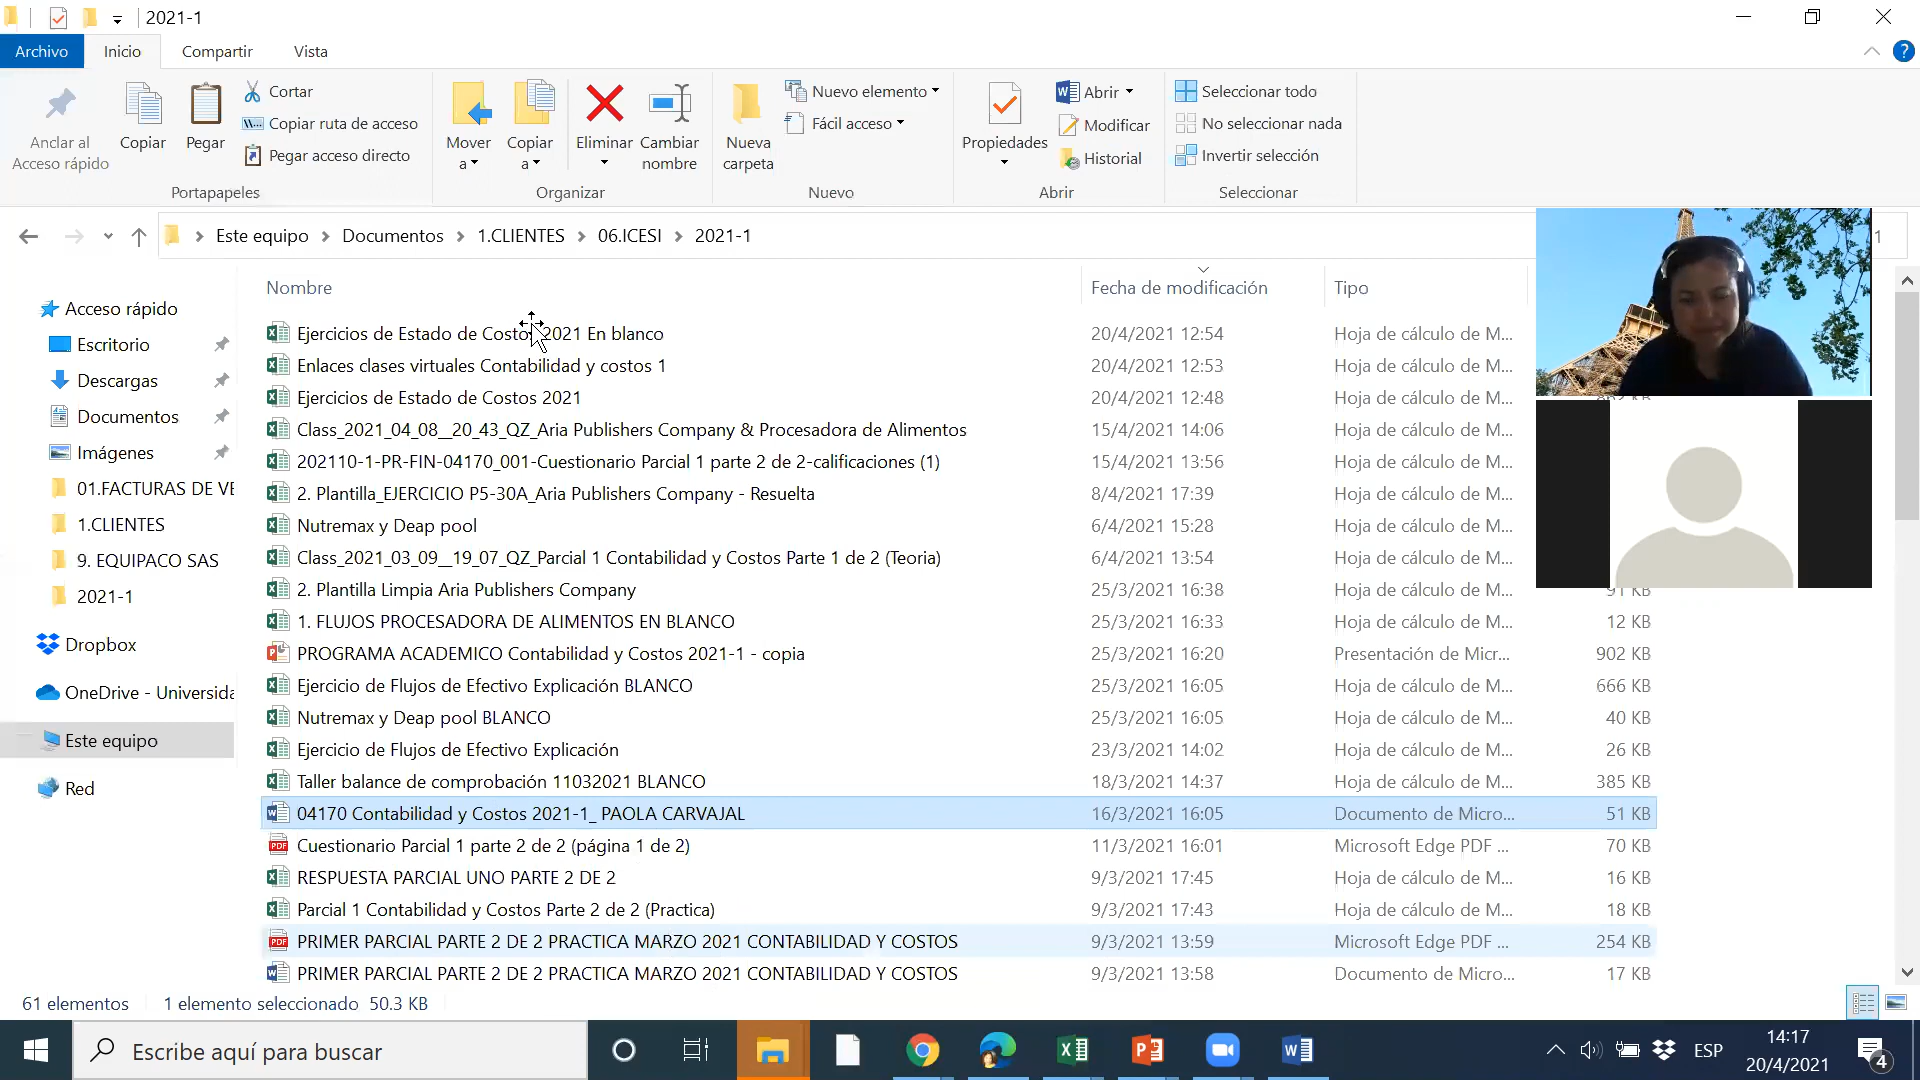 2021-1
Archivo Inicio Compartir Vista
Anclar al Acceso rápido
Copiar
Pegar
Cortar
Copiar ruta de acceso
Pegar acceso directo
Portapapeles
Mover a
Copiar a
Eliminar
Cambiar nombre
Organizar
Nueva carpeta
Nuevo elemento
Fácil acceso
Nuevo
Propiedades
Abrir
Modificar
Historial
Abrir
Seleccionar todo
No seleccionar nada
Invertir selección
Seleccionar
Este equipo > Documentos > 1.CLIENTES > 06.ICESI > 2021-1
1
Acceso rápido
Escritorio
Descargas
Documentos
Imágenes
01.FACTURAS DE VE
1.CLIENTES
9. EQUIPACO SAS
2021-1
Dropbox
OneDrive - Universida
Este equipo
Red
Nombre Fecha de modificación Tipo
Ejercicios de Estado de Costos 2021 En blanco 20/4/2021 12:54 Hoja de cálculo de M...
Enlaces clases virtuales Contabilidad y costos 1 20/4/2021 12:53 Hoja de cálculo de M...
Ejercicios de Estado de Costos 2021 20/4/2021 12:48 Hoja de cálculo de M...
Class_2021_04_08__20_43_QZ_Aria Publishers Company & Procesadora de Alimentos 15/4/2021 14:06 Hoja de cálculo de M...
202110-1-PR-FIN-04170_001-Cuestionario Parcial 1 parte 2 de 2-calificaciones (1) 15/4/2021 13:56 Hoja de cálculo de M...
2. Plantilla_EJERCICIO P5-30A_Aria Publishers Company - Resuelta 8/4/2021 17:39 Hoja de cálculo de M...
Nutremax y Deap pool 6/4/2021 15:28 Hoja de cálculo de M...
Class_2021_03_09__19_07_QZ_Parcial 1 Contabilidad y Costos Parte 1 de 2 (Teoria) 6/4/2021 13:54 Hoja de cálculo de M...
2. Plantilla Limpia Aria Publishers Company 25/3/2021 16:38 Hoja de cálculo de M... 91 KB
1. FLUJOS PROCESADORA DE ALIMENTOS EN BLANCO 25/3/2021 16:33 Hoja de cálculo de M... 12 KB
PROGRAMA ACADEMICO Contabilidad y Costos 2021-1 - copia 25/3/2021 16:20 Presentación de Micr... 902 KB
Ejercicio de Flujos de Efectivo Explicación BLANCO 25/3/2021 16:05 Hoja de cálculo de M... 666 KB
Nutremax y Deap pool BLANCO 25/3/2021 16:05 Hoja de cálculo de M... 40 KB
Ejercicio de Flujos de Efectivo Explicación 23/3/2021 14:02 Hoja de cálculo de M... 26 KB
Taller balance de comprobación 11032021 BLANCO 18/3/2021 14:37 Hoja de cálculo de M... 385 KB
04170 Contabilidad y Costos 2021-1_ PAOLA CARVAJAL 16/3/2021 16:05 Documento de Micro... 51 KB
Cuestionario Parcial 1 parte 2 de 2 (página 1 de 2) 11/3/2021 16:01 Microsoft Edge PDF ... 70 KB
RESPUESTA PARCIAL UNO PARTE 2 DE 2 9/3/2021 17:45 Hoja de cálculo de M... 16 KB
Parcial 1 Contabilidad y Costos Parte 2 de 2 (Practica) 9/3/2021 17:43 Hoja de cálculo de M... 18 KB
PRIMER PARCIAL PARTE 2 DE 2 PRACTICA MARZO 2021 CONTABILIDAD Y COSTOS 9/3/2021 13:59 Microsoft Edge PDF ... 254 KB
PRIMER PARCIAL PARTE 2 DE 2 PRACTICA MARZO 2021 CONTABILIDAD Y COSTOS 9/3/2021 13:58 Documento de Micro... 17 KB
61 elementos 1 elemento seleccionado 50.3 KB
Escribe aquí para buscar
ESP
14:17
20/4/2021
4